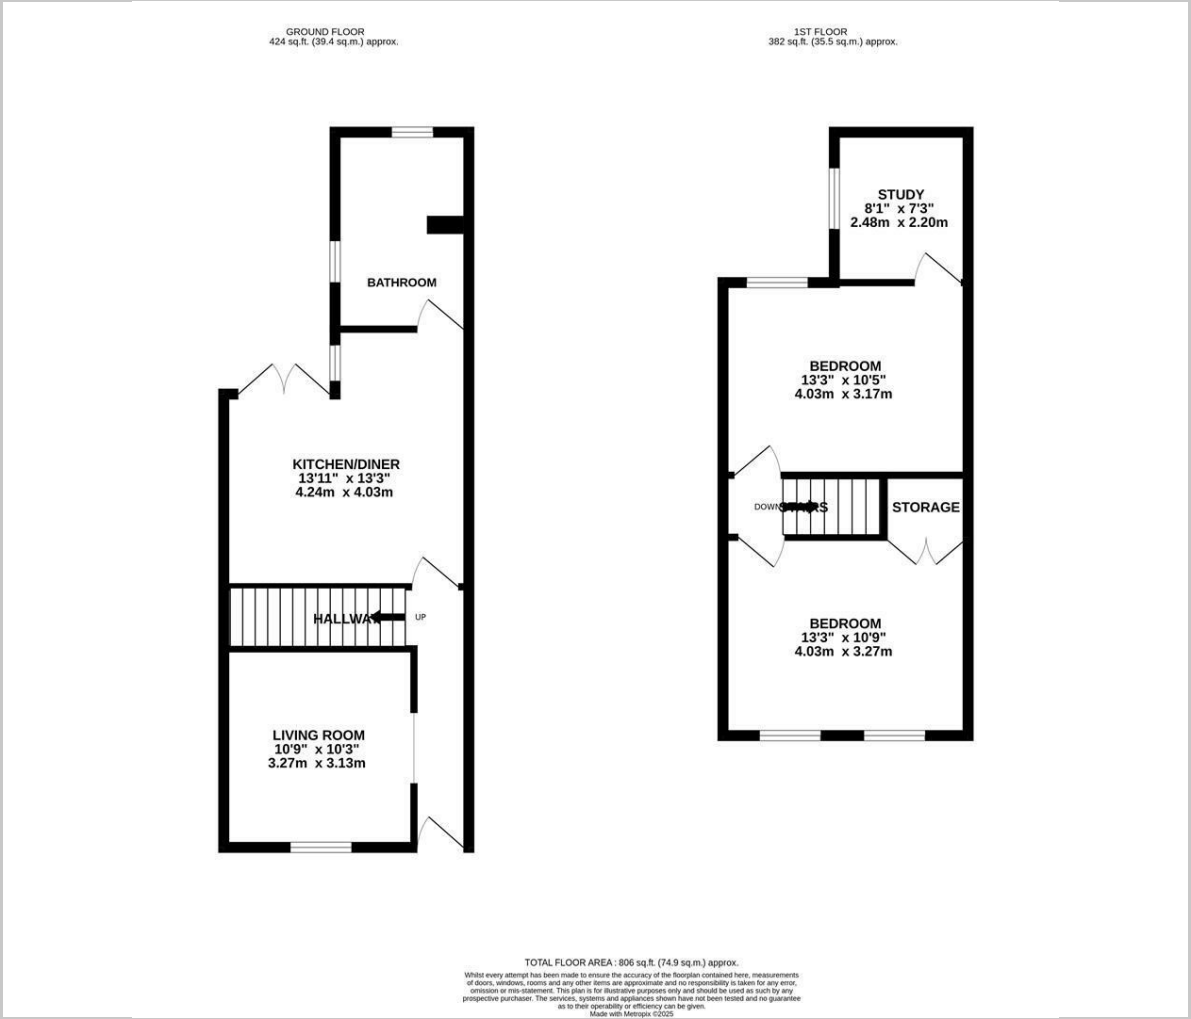 GROUND FLOOR
424 sq.ft. (39.4 sq.m.) approx.
1ST FLOOR
382 sq.ft. (35.5 sq.m.) approx.
BATHROOM
KITCHEN/DINER
13'11" x 13'3"
4.24m x 4.03m
HALLWAY
UP
LIVING ROOM
10'9" x 10'3"
3.27m x 3.13m
STUDY
8'1" x 7'3"
2.48m x 2.20m
BEDROOM
13'3" x 10'5"
4.03m x 3.17m
DOWN
STAIRS
STORAGE
BEDROOM
13'3" x 10'9"
4.03m x 3.27m
TOTAL FLOOR AREA : 806 sq.ft. (74.9 sq.m.) approx.
Whilst every attempt has been made to ensure the accuracy of the floorplan contained here, measurements
of doors, windows, rooms and any other items are approximate and no responsibility is taken for any error,
omission or mis-statement. This plan is for illustrative purposes only and should be used as such by any
prospective purchaser. The services, systems and appliances shown have not been tested and no guarantee
as to their operability or efficiency can be given.
Made with Metropix ©2025